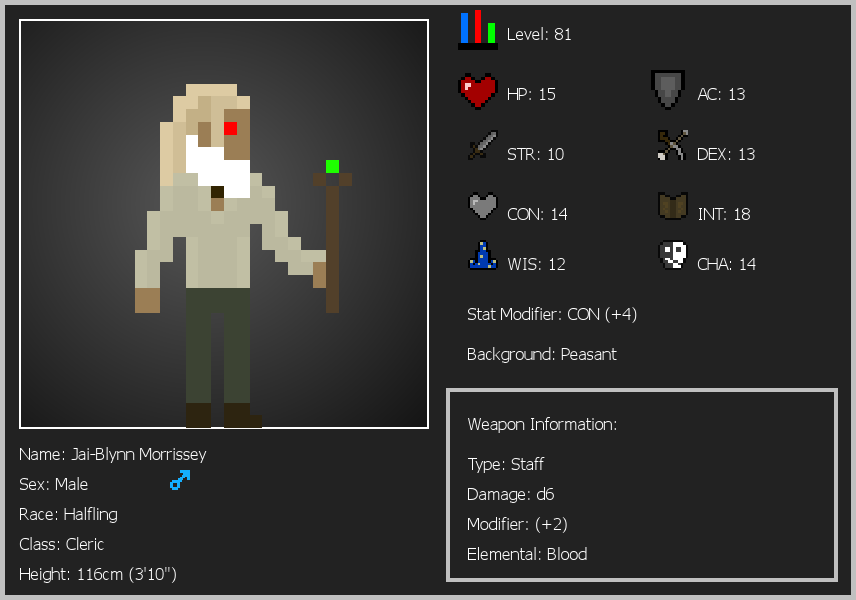 Level: 81
HP: 15
AC: 13
STR: 10
DEX: 13
CON: 14
INT: 18
WIS: 12
CHA: 14
Stat Modifier: CON (+4)
Background: Peasant
Weapon Information:
Type: Staff
Damage: d6
Modifier: (+2)
Elemental: Blood
Name: Jai-Blynn Morrissey
Sex: Male
Race: Halfling
Class: Cleric
Height: 116cm (3'10")